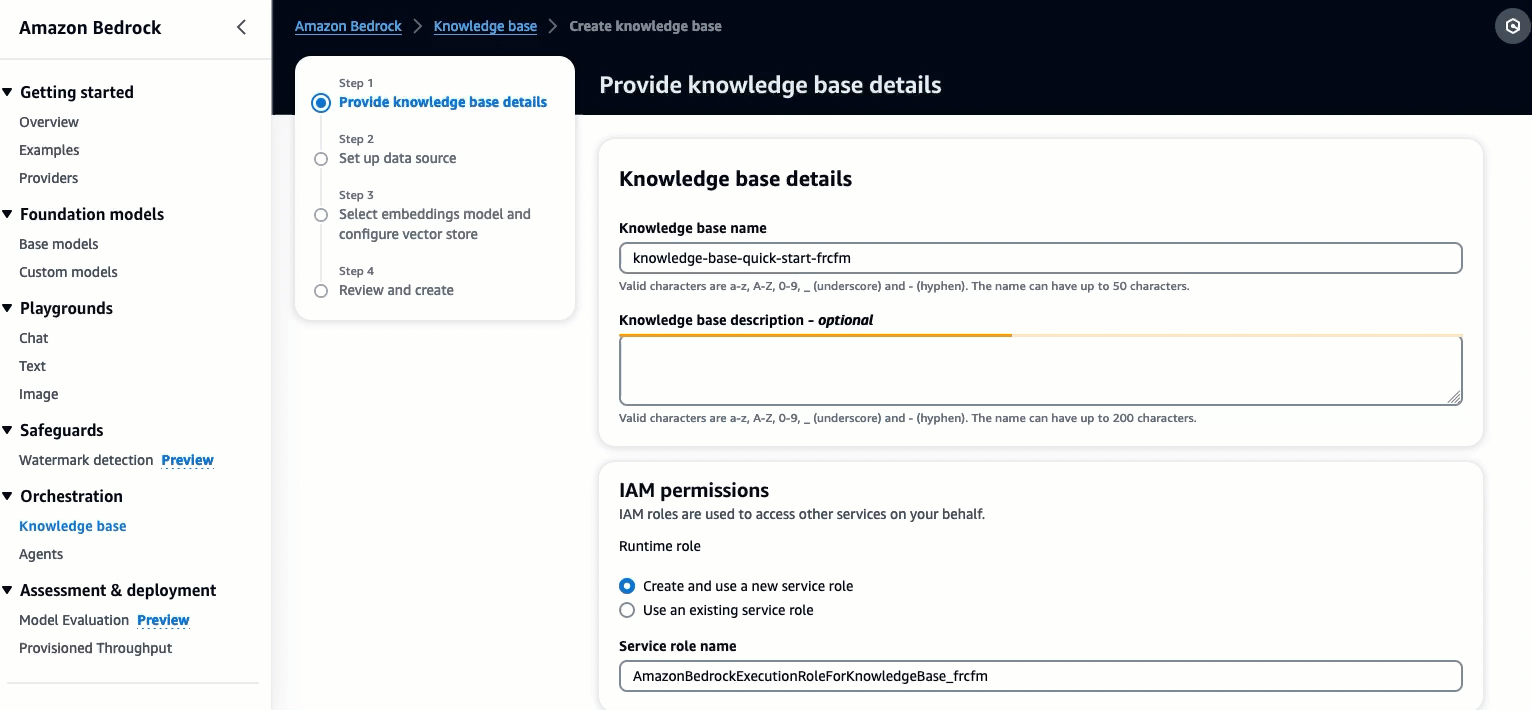 Amazon Bedrock
Getting started
Overview
Examples
Providers
Foundation models
Base models
Custom models
Playgrounds
Chat
Text
Image
Safeguards
Watermark detection Preview
Orchestration
Knowledge base
Agents
Assessment & deployment
Model Evaluation Preview
Provisioned Throughput
Amazon Bedrock > Knowledge base > Create knowledge base
Step 1
Provide knowledge base details
Step 2
Set up data source
Step 3
Select embeddings model and
configure vector store
Step 4
Review and create
Provide knowledge base details
Knowledge base details
Knowledge base name
knowledge-base-quick-start-frcfm
Valid characters are a-z, A-Z, 0-9, _ (underscore) and - (hyphen). The name can have up to 50 characters.
Knowledge base description - optional
Valid characters are a-z, A-Z, 0-9, _ (underscore) and - (hyphen). The name can have up to 200 characters.
IAM permissions
IAM roles are used to access other services on your behalf.
Runtime role
Create and use a new service role
Use an existing service role
Service role name
AmazonBedrockExecutionRoleForKnowledgeBase_frcfm